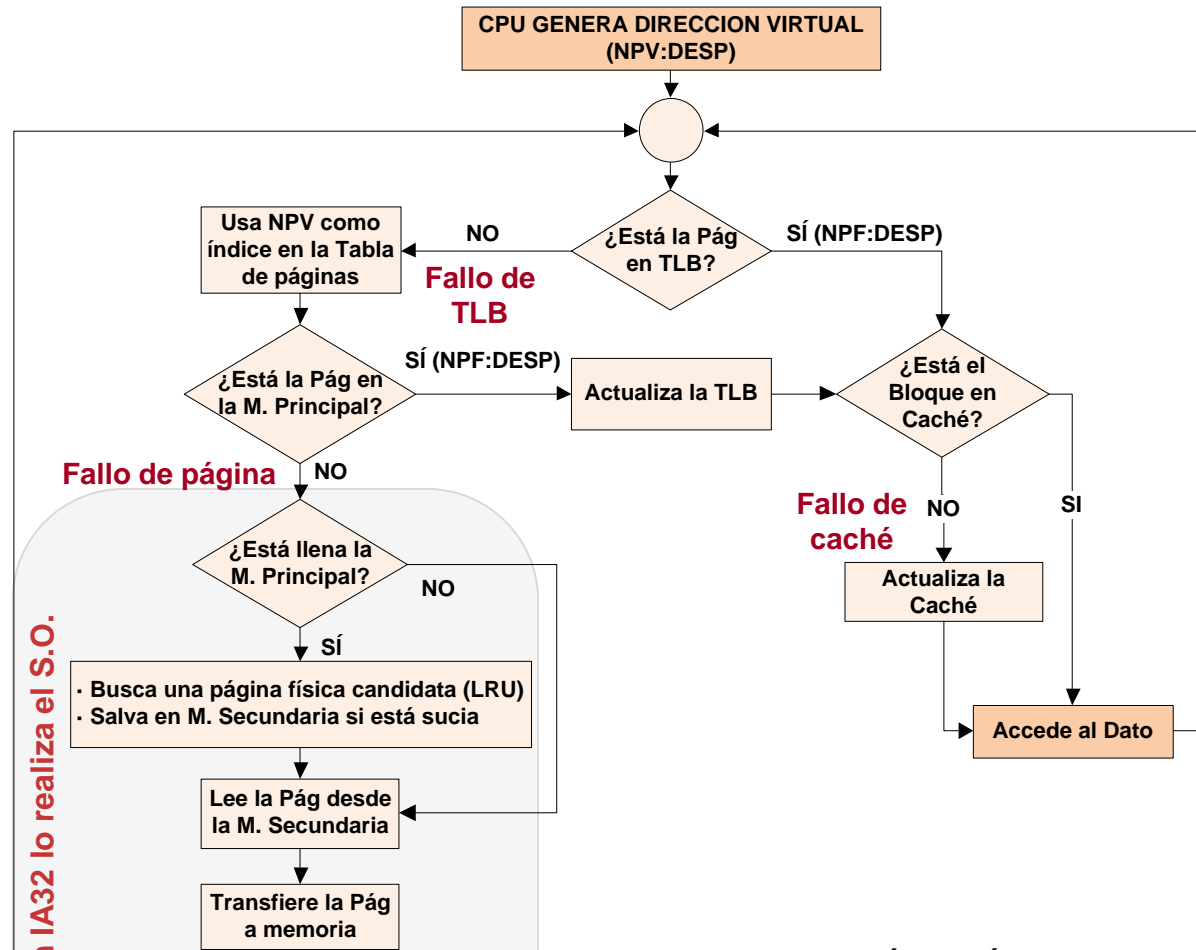 CPU GENERA DIRECCION VIRTUAL
(NPV:DESP)
Usa NPV como
índice en la Tabla
de páginas
NO
Fallo de
TLB
¿Está la Pág
en TLB?
SÍ (NPF:DESP)
¿Está la Pág en
la M. Principal?
SÍ (NPF:DESP)
Actualiza la TLB
¿Está el
Bloque en
Caché?
Fallo de página
NO
Fallo de
caché
NO
SI
¿Está llena la
M. Principal?
NO
Actualiza la
Caché
SÍ
· Busca una página física candidata (LRU)
· Salva en M. Secundaria si está sucia
Accede al Dato
Lee la Pág desde
la M. Secundaria
Transfiere la Pág
a memoria
IA32 lo realiza el S.O.